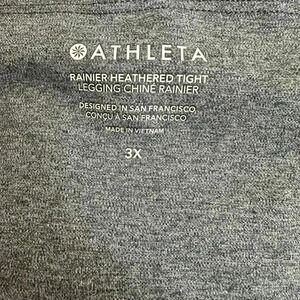 ATHLETA
RAINIER HEATHERED TIGHT
LEGGING CHINÉ RAINIER
DESIGNED IN SAN FRANCISCO
CONÇU À SAN FRANCISCO
MADE IN VIETNAM
3X